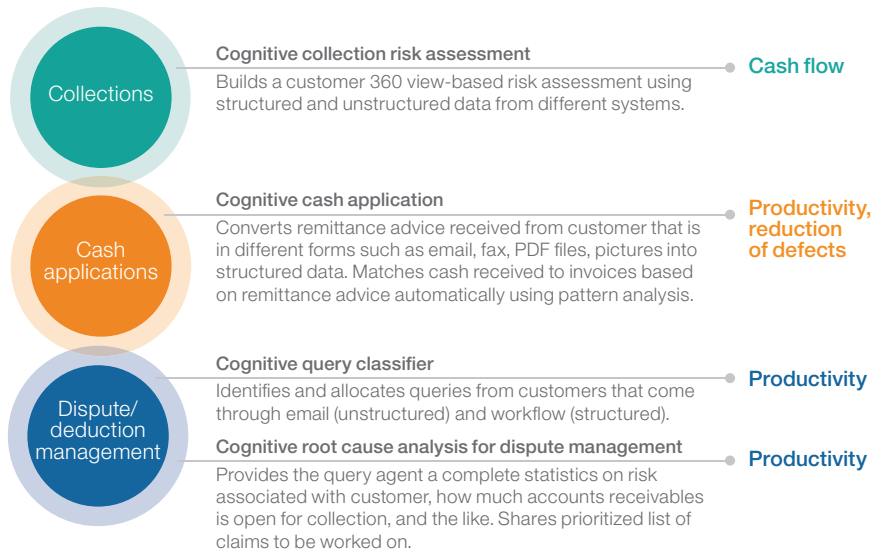 Collections
Cognitive collection risk assessment
Builds a customer 360 view-based risk assessment using
structured and unstructured data from different systems.
Cash flow
Cash
applications
Cognitive cash application
Converts remittance advice received from customer that is
in different forms such as email, fax, PDF files, pictures into
structured data. Matches cash received to invoices based
on remittance advice automatically using pattern analysis.
Productivity,
reduction
of defects
Dispute/
deduction
management
Cognitive query classifier
Identifies and allocates queries from customers that come
through email (unstructured) and workflow (structured).
Productivity
Cognitive root cause analysis for dispute management
Provides the query agent a complete statistics on risk
associated with customer, how much accounts receivables
is open for collection, and the like. Shares prioritized list of
claims to be worked on.
Productivity